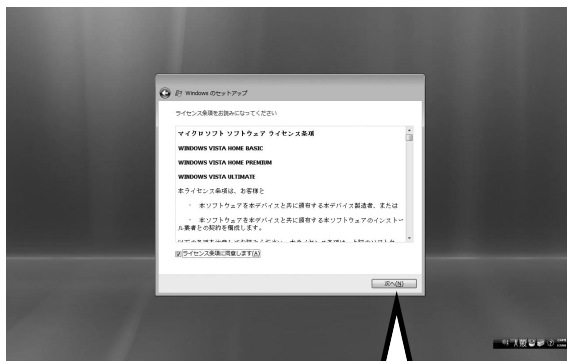 Windows のセットアップ
ライセンス条項をお読みになってください
マイクロソフト ソフトウェア ライセンス条項
WINDOWS VISTA HOME BASIC
WINDOWS VISTA HOME PREMIUM
WINDOWS VISTA ULTIMATE
本ライセンス条項は、お客様と
・ 本ソフトウェアを本デバイスと共に頒布する本デバイス製造者、または
・ 本ソフトウェアを本デバイスと共に頒布する本ソフトウェアのインストー
ル業者との契約を構成します。
ライセンス条項に同意します(A)
次へ(N)